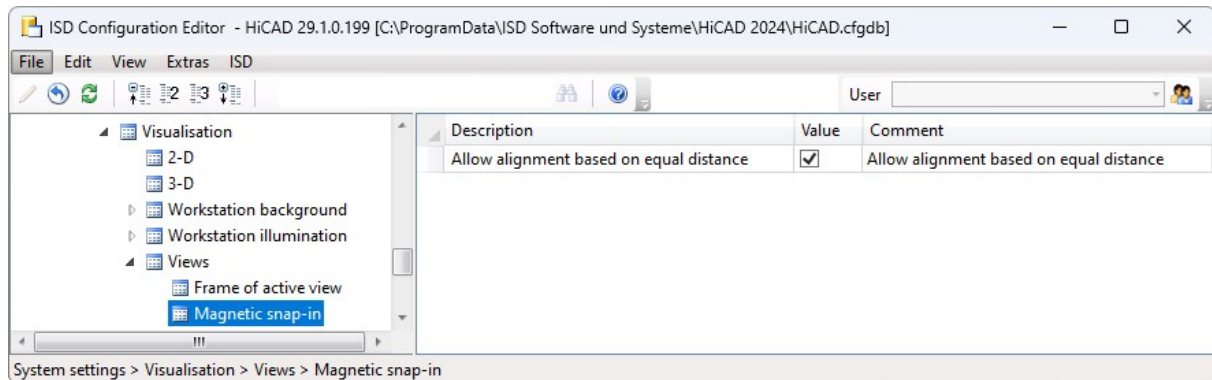 ISD Configuration Editor - HiCAD 29.1.0.199 [C:\ProgramData\ISD Software und Systeme\HiCAD 2024\HiCAD.cfgdb]
File Edit View Extras ISD
2 3 User
Visualisation
2-D
3-D
Workstation background
Workstation illumination
Views
Frame of active view
Magnetic snap-in
Description Value Comment
Allow alignment based on equal distance Allow alignment based on equal distance
System settings > Visualisation > Views > Magnetic snap-in